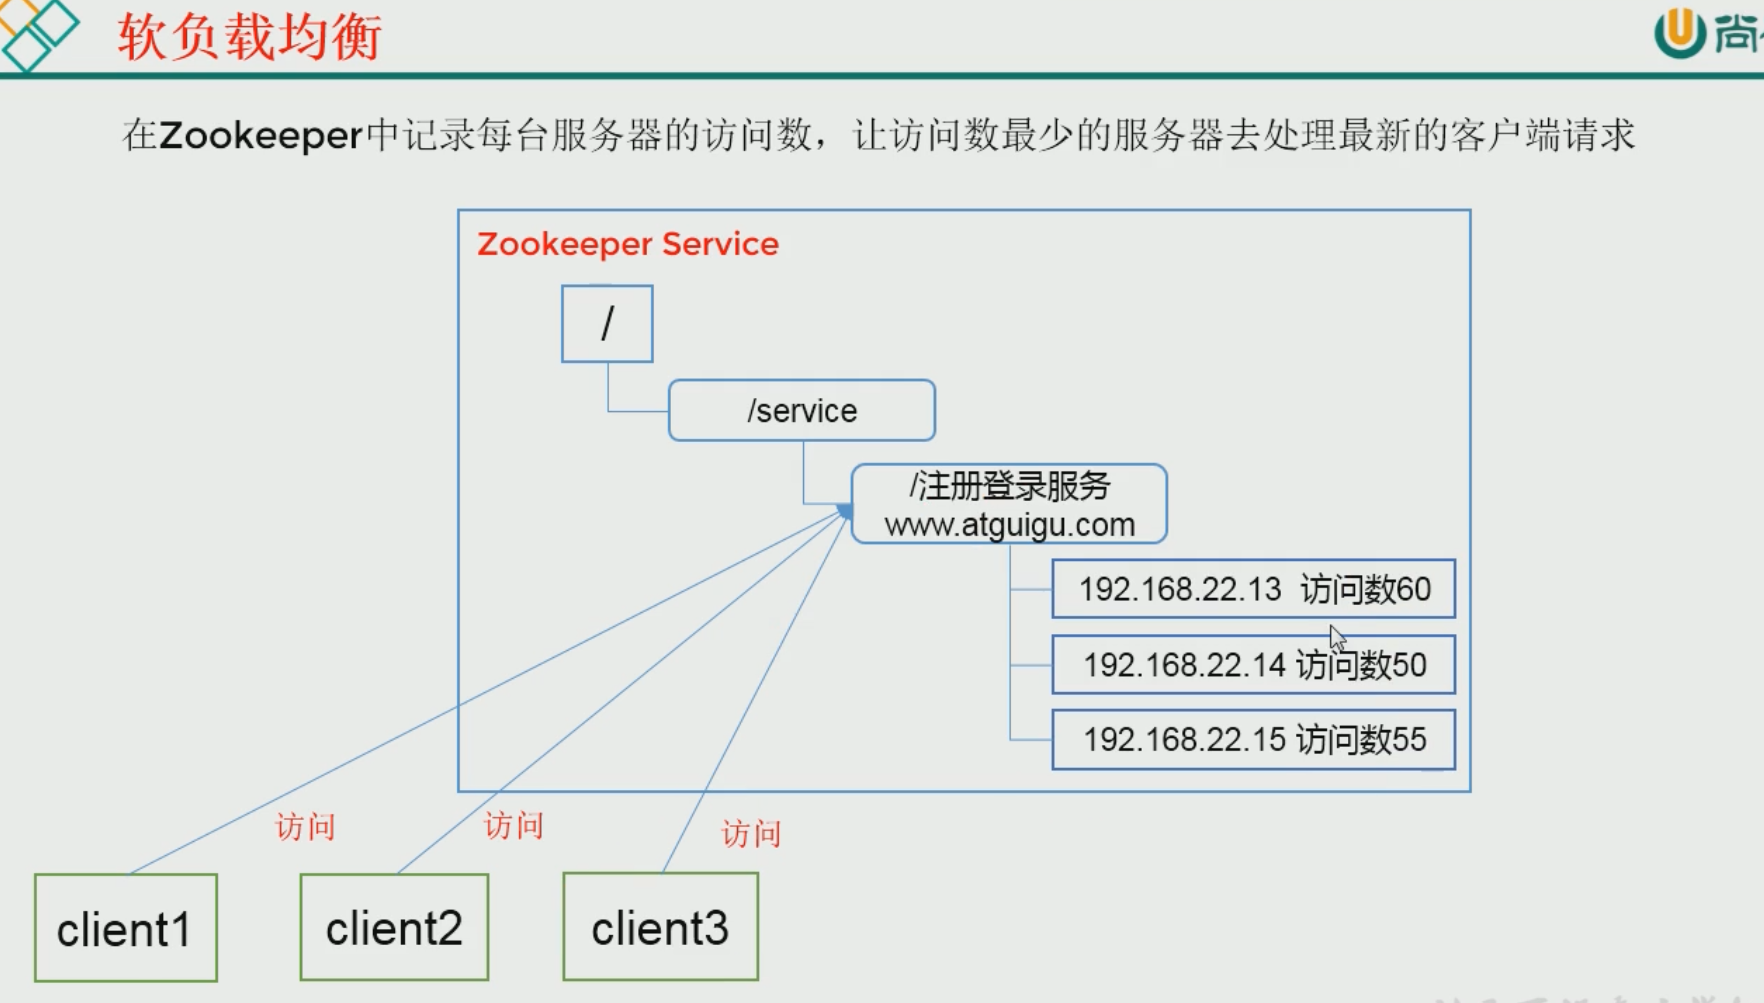 软负载均衡
尚
在Zookeeper中记录每台服务器的访问数，让访问数最少的服务器去处理最新的客户端请求
Zookeeper Service
/
/service
/注册登录服务
www.atguigu.com
192.168.22.13 访问数60
192.168.22.14 访问数50
192.168.22.15 访问数55
访问
访问
访问
client1
client2
client3